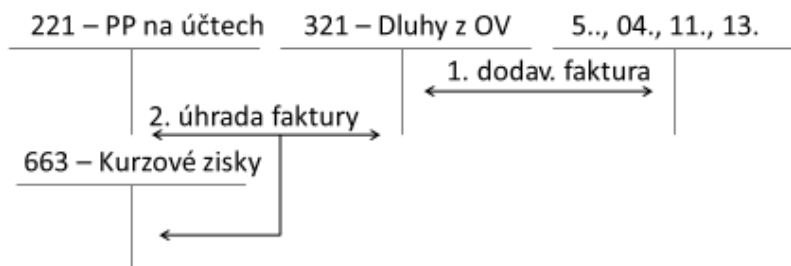 221 – PP na účtech 321 – Dluhy z OV 5.., 04., 11., 13.
1. dodav. faktura
2. úhrada faktury
663 – Kurzové zisky